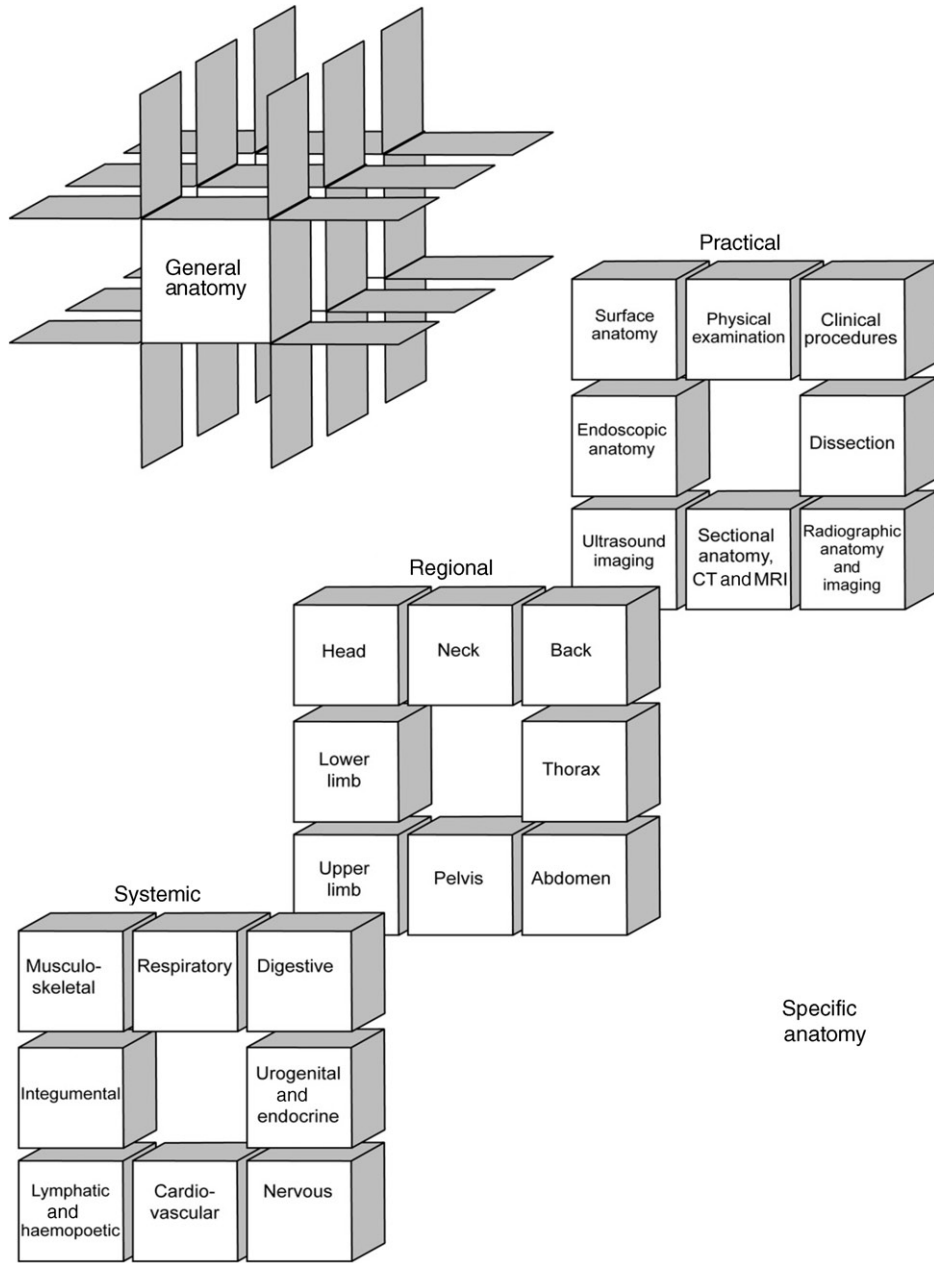 General
anatomy
Practical
Surface
anatomy
Physical
examination
Clinical
procedures
Endoscopic
anatomy
Dissection
Ultrasound
imaging
Sectional
anatomy,
CT and MRI
Radiographic
anatomy
and
imaging
Regional
Head
Neck
Back
Lower
limb
Thorax
Upper
limb
Pelvis
Abdomen
Systemic
Musculo-
skeletal
Respiratory
Digestive
Integumental
Urogenital
and
endocrine
Lymphatic
and
haemopoetic
Cardio-
vascular
Nervous
Specific
anatomy